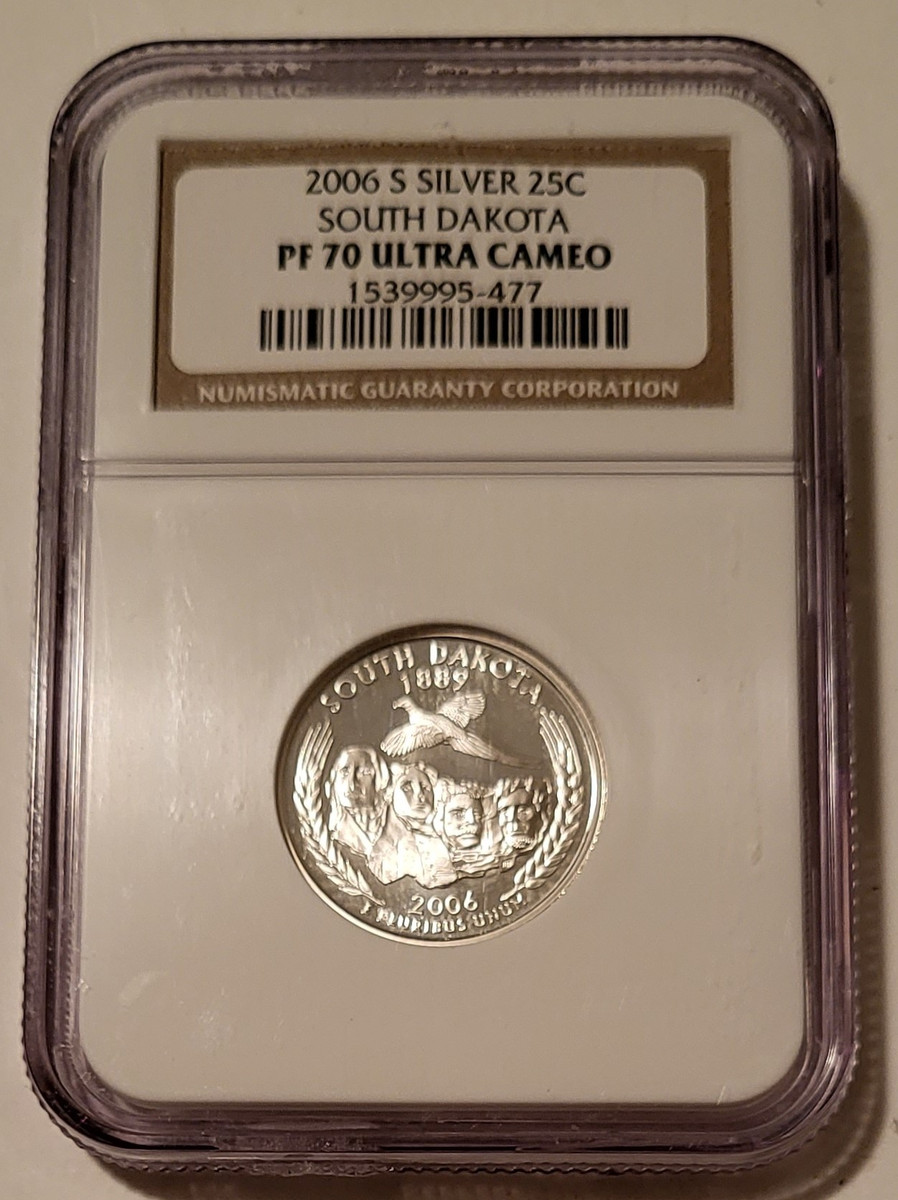 2006 S SILVER 25C
SOUTH DAKOTA
PF 70 ULTRA CAMEO
1539995-477
NUMISMATIC GUARANTY CORPORATION
SOUTH DAKOTA
1889
2006
E PLURIBUS UNUM